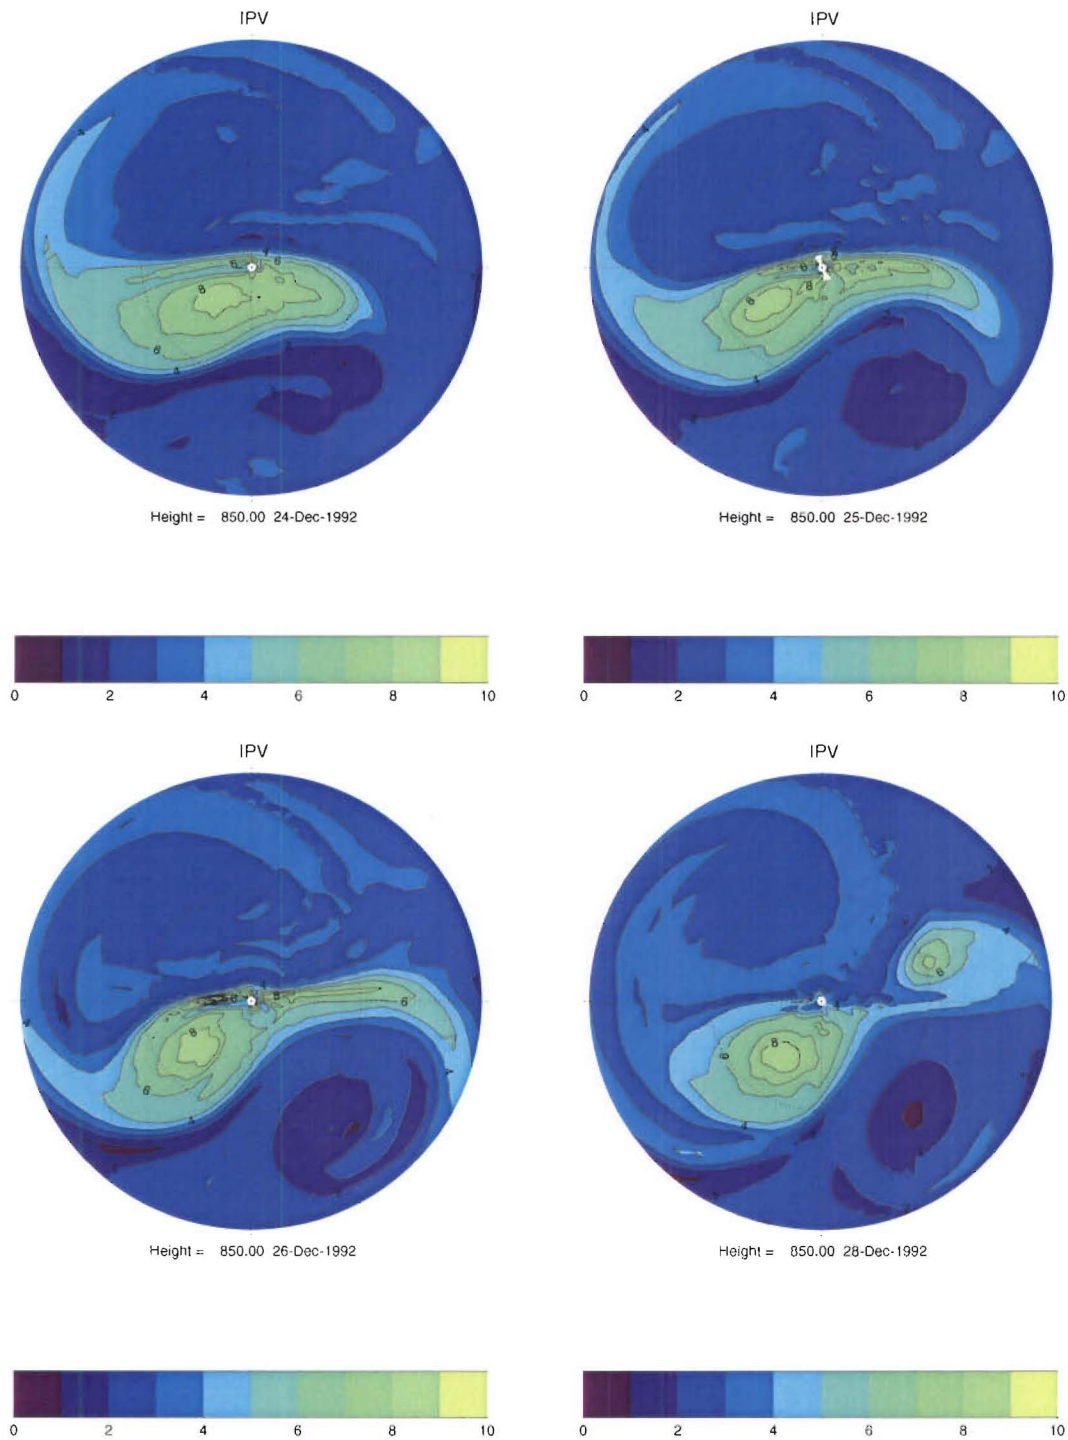 IPV
IPV
Height = 850.00 24-Dec-1992
Height = 850.00 25-Dec-1992
0 2 4 6 8 10
0 2 4 6 8 10
IPV
IPV
Height = 850.00 26-Dec-1992
Height = 850.00 28-Dec-1992
0 2 4 6 8 10
0 2 4 6 8 10